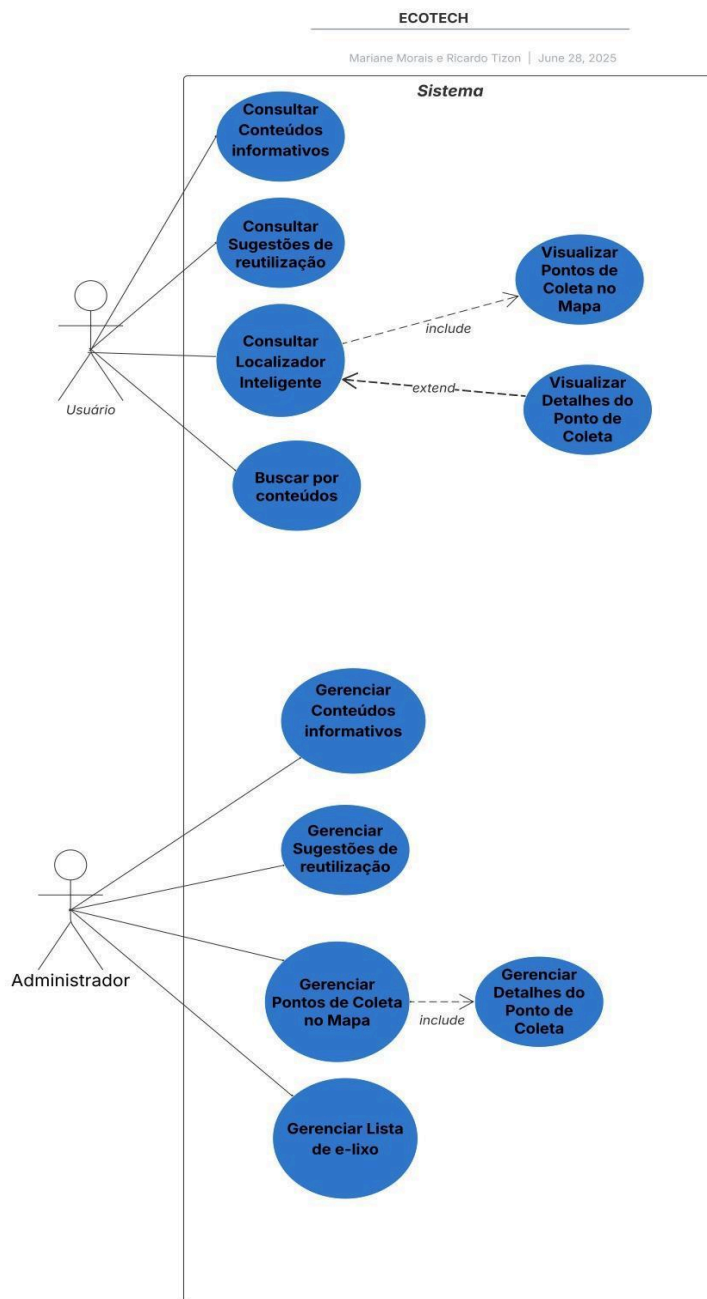 ECOTECH
Mariane Morais e Ricardo Tizon | June 28, 2025
Sistema
Consultar
Conteúdos
informativos
Consultar
Sugestões de
reutilização
Visualizar
Pontos de
Coleta no
Mapa
include
Consultar
Localizador
Inteligente
extend
Visualizar
Detalhes do
Ponto de
Coleta
Usuário
Buscar por
conteúdos
Gerenciar
Conteúdos
informativos
Gerenciar
Sugestões de
reutilização
Administrador
Gerenciar
Pontos de Coleta
no Mapa
include
Gerenciar
Detalhes do
Ponto de
Coleta
Gerenciar Lista
de e-lixo